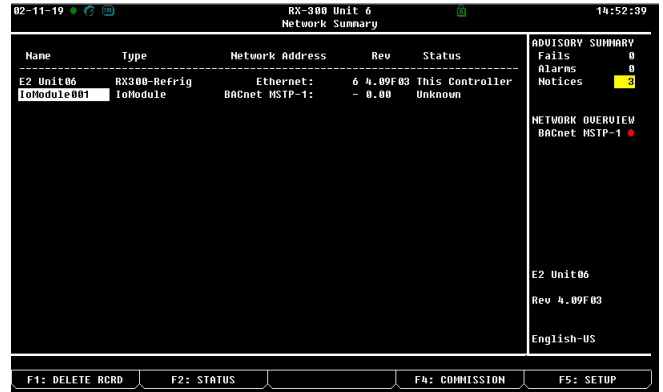 02-11-19 RX-300 Unit 6 14:52:39
Network Summary
ADVISORY SUMMARY
Fails 0
Alarms 0
Notices 3
NETWORK OVERVIEW
BACnet MSTP-1
Name Type Network Address Rev Status
E2 Unit06 RX300-Refrig Ethernet: 6 4.09F03 This Controller
IoModule001 IoModule BACnet MSTP-1: - 0.00 Unknown
E2 Unit06
Rev 4.09F03
English-US
F1: DELETE RCRD F2: STATUS F4: COMMISSION F5: SETUP